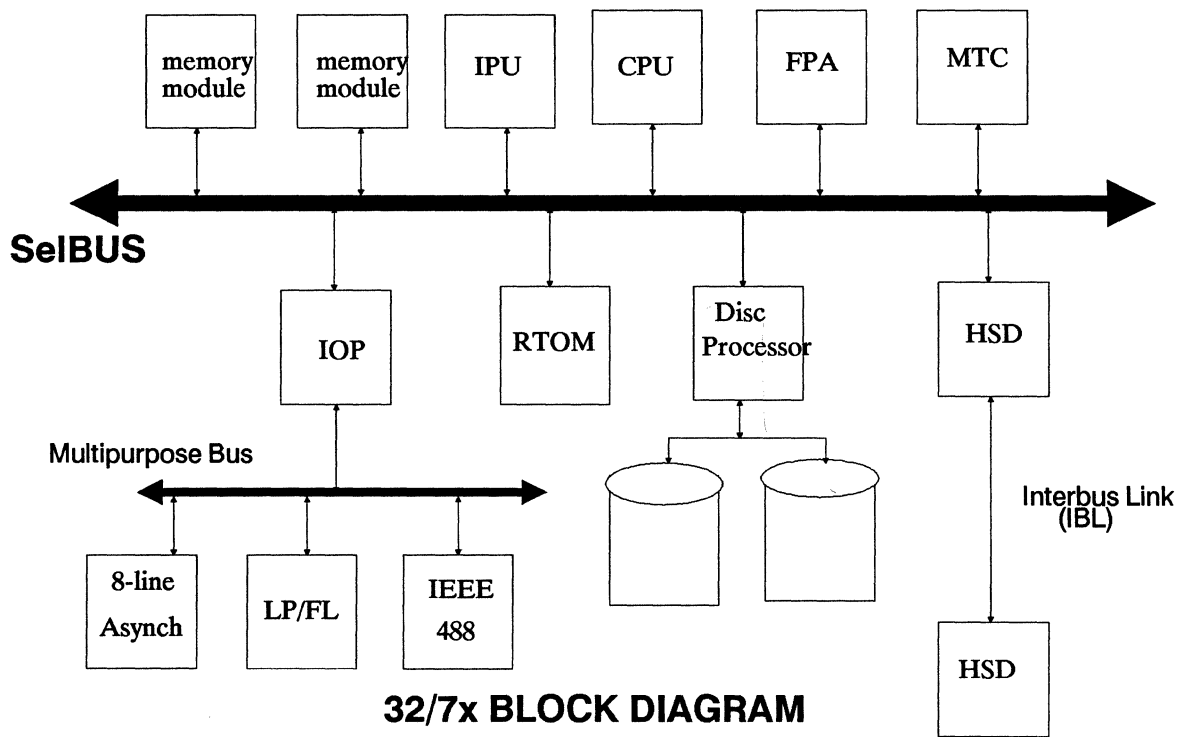 memory
module
memory
module
IPU
CPU
FPA
MTC
SelBUS
IOP
RTOM
Disc
Processor
HSD
Multipurpose Bus
Interbus Link
(IBL)
8-line
Asynch
LP/FL
IEEE
488
HSD
32/7x BLOCK DIAGRAM